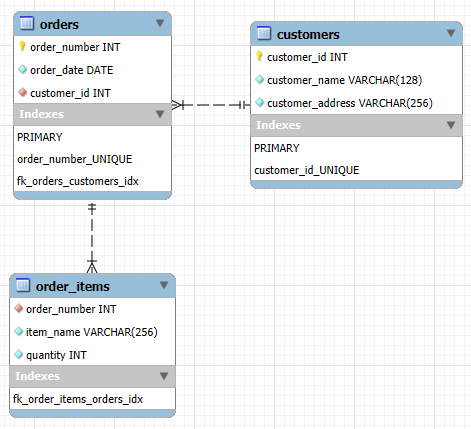 orders
order_number INT
order_date DATE
customer_id INT
Indexes
PRIMARY
order_number_UNIQUE
fk_orders_customers_idx
customers
customer_id INT
customer_name VARCHAR(128)
customer_address VARCHAR(256)
Indexes
PRIMARY
customer_id_UNIQUE
order_items
order_number INT
item_name VARCHAR(256)
quantity INT
Indexes
fk_order_items_orders_idx